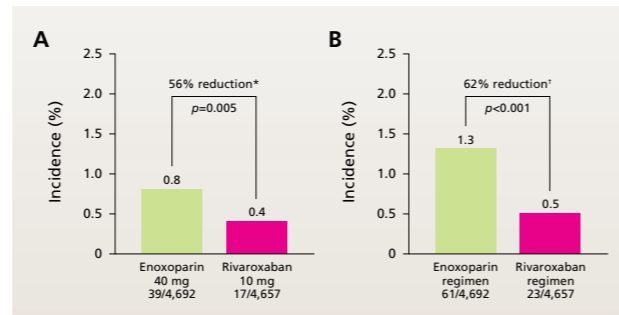 A
2.5
2.0
1.5
1.0
0.5
0
Incidence (%)
56% reduction*
p=0.005
0.8
0.4
Enoxoparin
40 mg
39/4,692
Rivaroxaban
10 mg
17/4,657
B
2.5
2.0
1.5
1.0
0.5
0
Incidence (%)
62% reduction†
p<0.001
1.3
0.5
Enoxoparin
regimen
61/4,692
Rivaroxaban
regimen
23/4,657